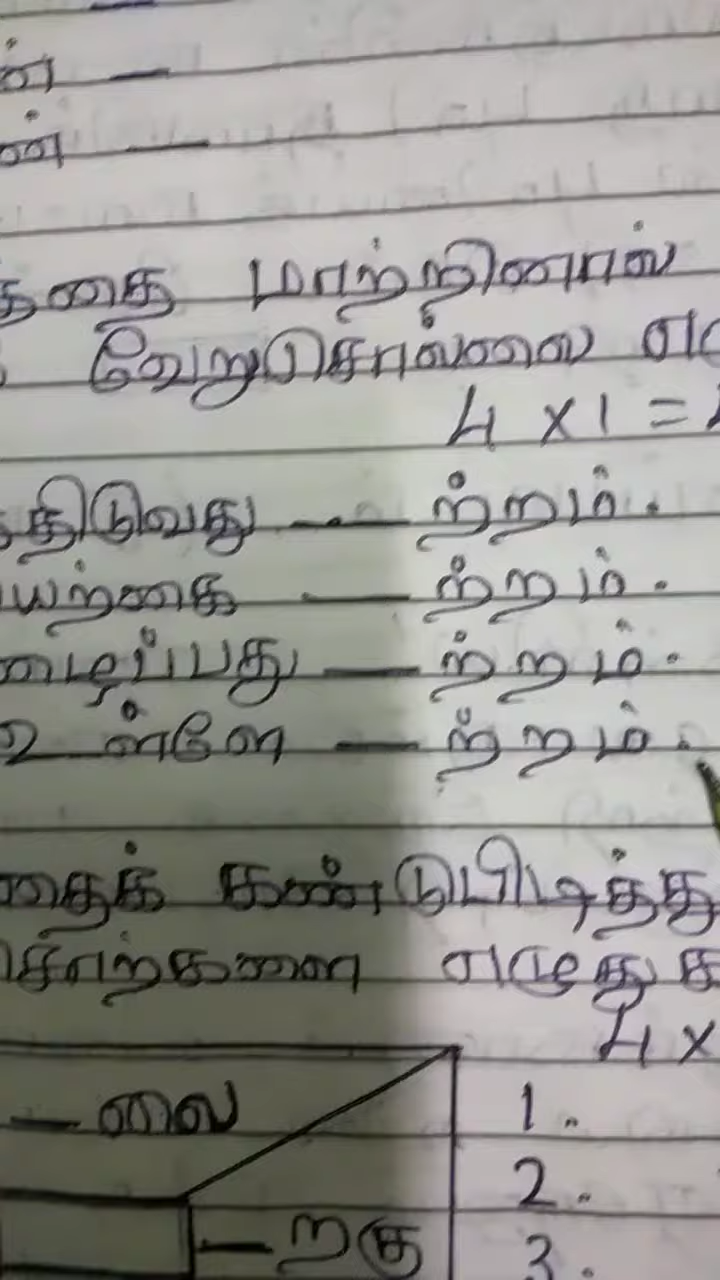 ன் —
ண் —
த்தை மாற்றினால்
வேறுசொல்லை
4 x 1 =
திடுவது — ற்றம்.
யற்கை — ற்றம்.
ழைப்பது — ற்றம்.
உள்ளே — ற்றம்.
தைக் கண்டுபிடித்து
சொற்களை எழுதுக
4 x
— லை 1.
2.
— றகு 3.